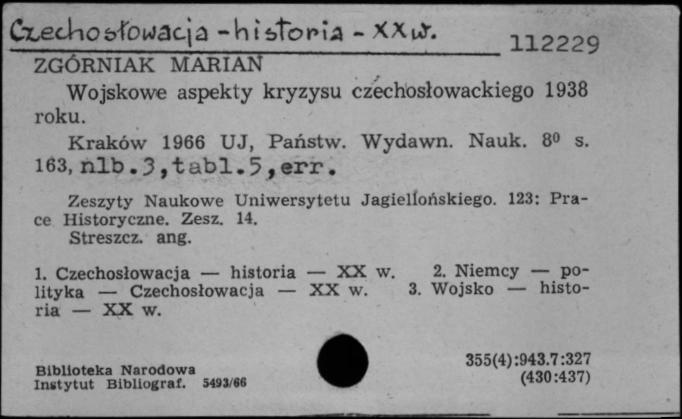 Czechosłowacja - historia - XX w.
112229
ZGÓRNIAK MARIAN
Wojskowe aspekty kryzysu czechosłowackiego 1938
roku.
Kraków 1966 UJ, Państw. Wydawn. Nauk. 8⁰ s.
163, nlb.3,tabl.5,err.
Zeszyty Naukowe Uniwersytetu Jagiellońskiego. 123: Pra-
ce Historyczne. Zesz. 14.
Streszcz. ang.
1. Czechosłowacja — historia — XX w. 2. Niemcy — po-
lityka — Czechosłowacja — XX w. 3. Wojsko — histo-
ria — XX w.
Biblioteka Narodowa
Instytut Bibliograf. 5493/66
355(4):943.7:327
(430:437)